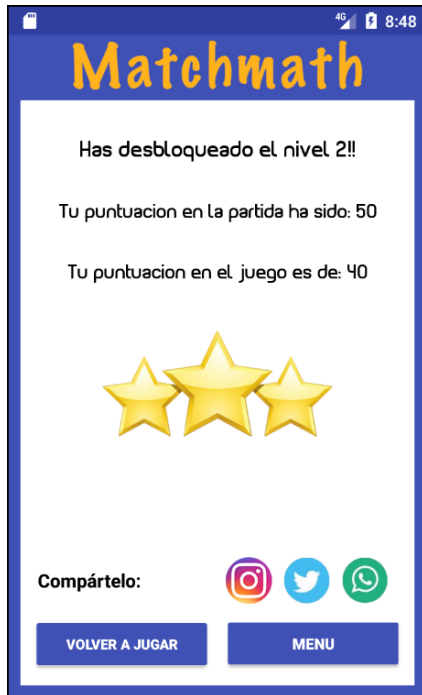 4G 8:48
Matchmath
Has desbloqueado el nivel 2!!
Tu puntuacion en la partida ha sido: 50
Tu puntuacion en el juego es de: 40
Compártelo:
VOLVER A JUGAR MENU